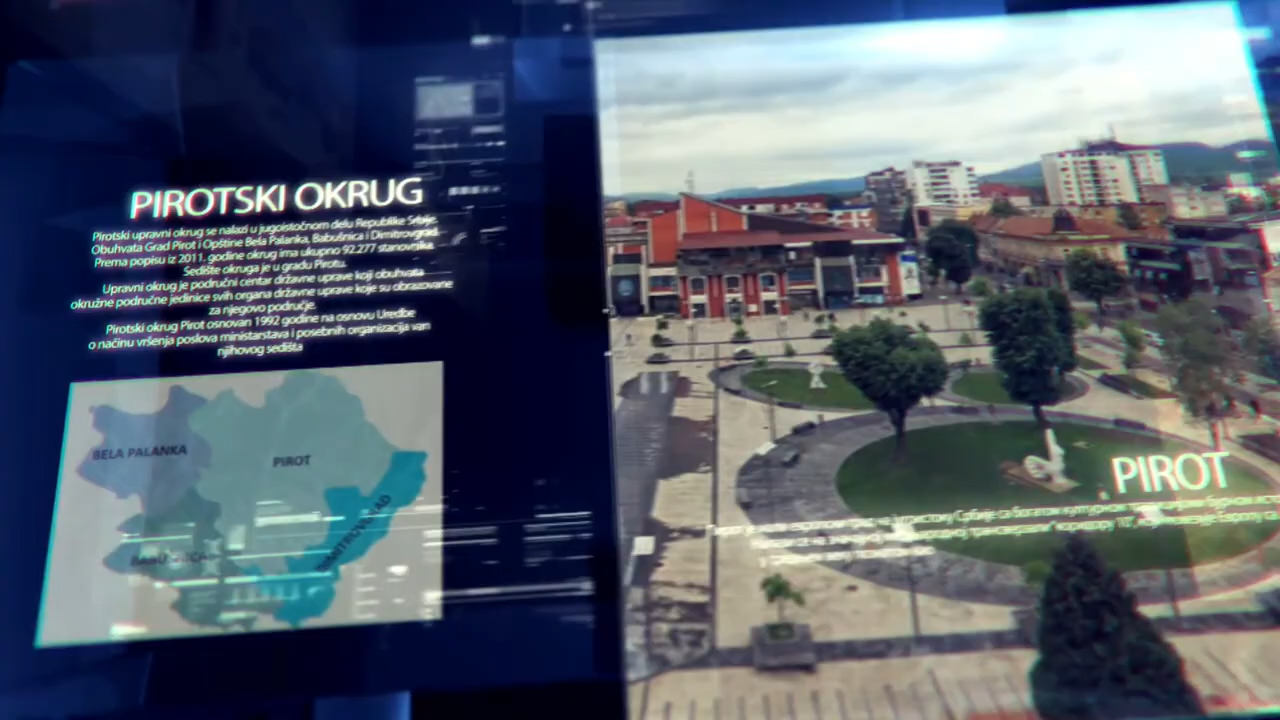 PIROTSKI OKRUG
Pirotski upravni okrug se nalazi u jugoistočnom delu Republike Srbije.
Obuhvata Grad Pirot i Opštine Bela Palanka, Babušnica i Dimitrovgrad.
Prema popisu iz 2011. godine okrug ima ukupno 92.277 stanovnika.
Sedište okruga je u gradu Pirotu.
Upravni okrug je područni centar državne uprave koji obuhvata
okružne područne jedinice svih organa državne uprave koje su obrazovane
za njegovo područje.
Pirotski okrug Pirot osnovan 1992 godine na osnovu Uredbe
o načinu vršenja poslova ministarstava i posebnih organizacija van
njihovog sedišta
BELA PALANKA
PIROT
DIMITROVGRAD
BABUŠNICA
PIROT